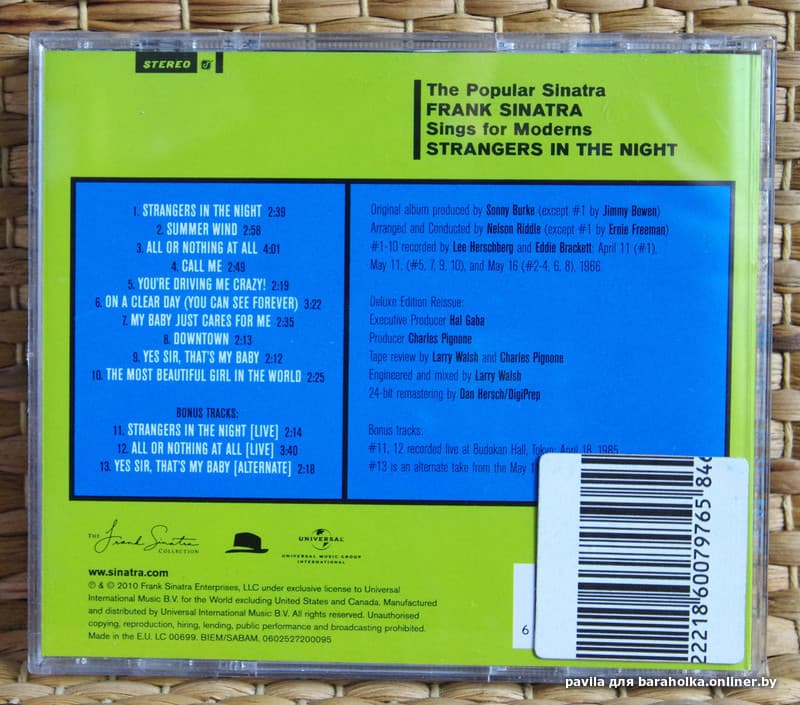 STEREO
The Popular Sinatra
FRANK SINATRA
Sings for Moderns
STRANGERS IN THE NIGHT
1. STRANGERS IN THE NIGHT 2:39
2. SUMMER WIND 2:58
3. ALL OR NOTHING AT ALL 4:01
4. CALL ME 2:49
5. YOU'RE DRIVING ME CRAZY! 2:19
6. ON A CLEAR DAY (YOU CAN SEE FOREVER) 3:22
7. MY BABY JUST CARES FOR ME 2:35
8. DOWNTOWN 2:13
9. YES SIR, THAT'S MY BABY 2:12
10. THE MOST BEAUTIFUL GIRL IN THE WORLD 2:25
BONUS TRACKS:
11. STRANGERS IN THE NIGHT [LIVE] 2:14
12. ALL OR NOTHING AT ALL [LIVE] 3:40
13. YES SIR, THAT'S MY BABY [ALTERNATE] 2:18
Original album produced by Sonny Burke (except #1 by Jimmy Bowen)
Arranged and Conducted by Nelson Riddle (except #1 by Ernie Freeman)
#1-10 recorded by Lee Herschberg and Eddie Brackett; April 11 (#1),
May 11, (#5, 7, 9, 10), and May 16 (#2-4, 6, 8), 1966.
Deluxe Edition Reissue:
Executive Producer Hal Gaba
Producer Charles Pignone
Tape review by Larry Walsh and Charles Pignone
Engineered and mixed by Larry Walsh
24-bit remastering by Dan Hersch/DigiPrep
Bonus tracks:
#11, 12 recorded live at Budokan Hall, Tokyo; April 18, 1985
#13 is an alternate take from the May 1
THE Frank Sinatra COLLECTION
UNIVERSAL
UNIVERSAL MUSIC GROUP
INTERNATIONAL
www.sinatra.com
℗ & © 2010 Frank Sinatra Enterprises, LLC under exclusive license to Universal
International Music B.V. for the World excluding United States and Canada. Manufactured
and distributed by Universal International Music B.V. All rights reserved. Unauthorised
copying, reproduction, hiring, lending, public performance and broadcasting prohibited.
Made in the E.U. LC 00699. BIEM/SABAM. 0602527200095
6
2221860079765846
pavila для baraholka.onliner.by